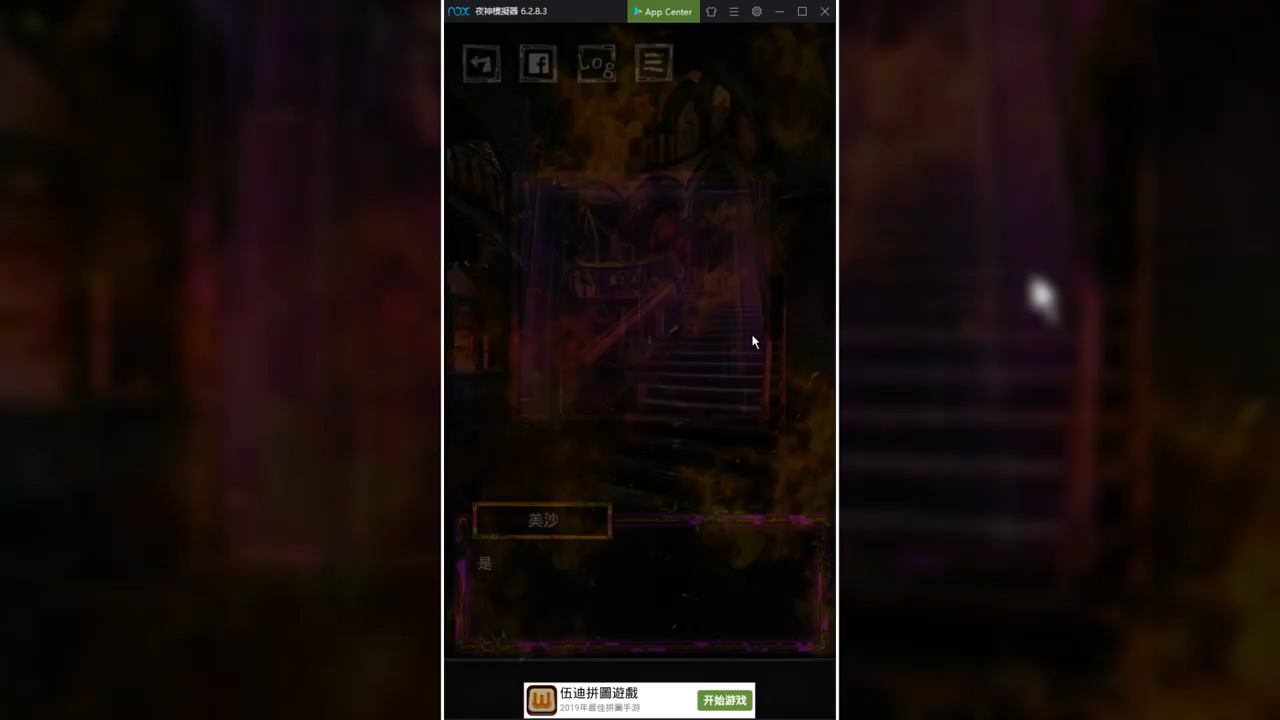 nox 夜神模擬器 6.2.8.3
App Center
Log
美沙
是
伍迪拼圖遊戲
2019年最佳拼圖手游
开始游戏